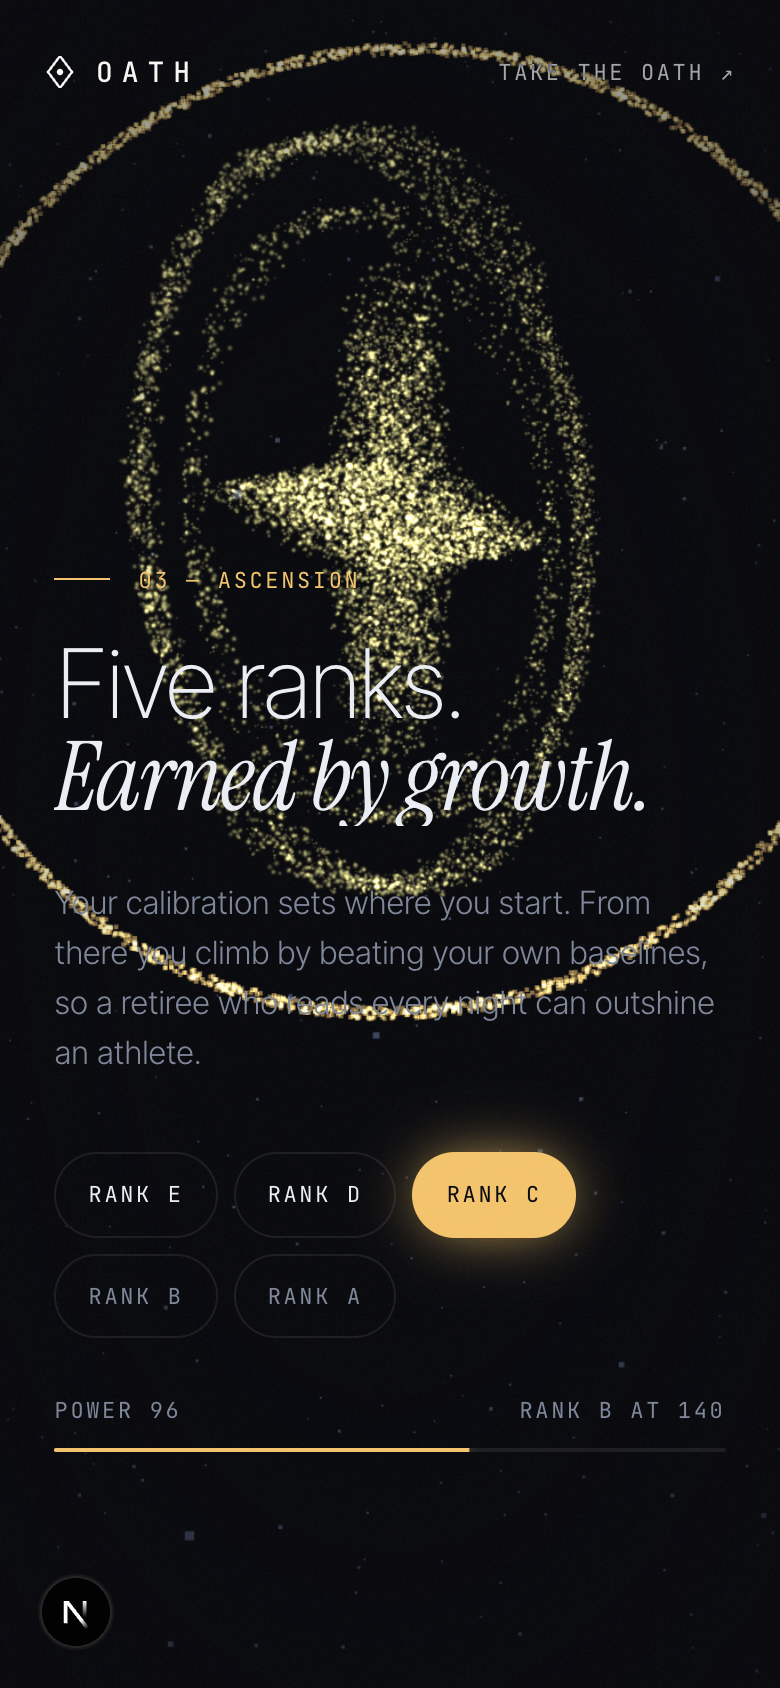 OATH
TAKE THE OATH ↗
03 — ASCENSION
Five ranks.
Earned by growth.
Your calibration sets where you start. From
there you climb by beating your own baselines,
so a retiree who reads every night can outshine
an athlete.
RANK E
RANK D
RANK C
RANK B
RANK A
POWER 96
RANK B AT 140
N